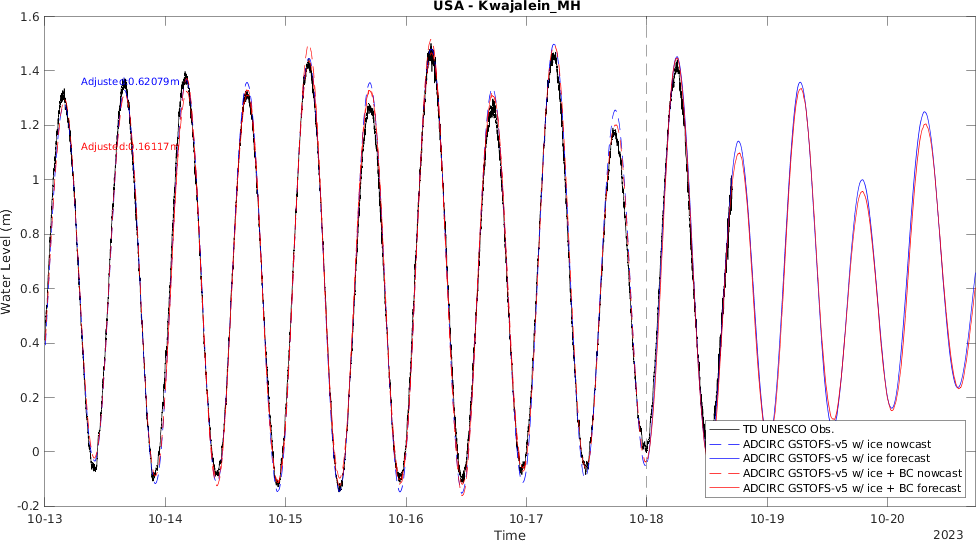 USA - Kwajalein_MH
1.6
1.4
1.2
1
0.8
0.6
0.4
0.2
0
-0.2
Water Level (m)
Adjusted:0.62079m
Adjusted:0.16117m
TD UNESCO Obs.
ADCIRC GSTOFS-v5 w/ ice nowcast
ADCIRC GSTOFS-v5 w/ ice forecast
ADCIRC GSTOFS-v5 w/ ice + BC nowcast
ADCIRC GSTOFS-v5 w/ ice + BC forecast
10-13 10-14 10-15 10-16 10-17 10-18 10-19 10-20
Time
2023